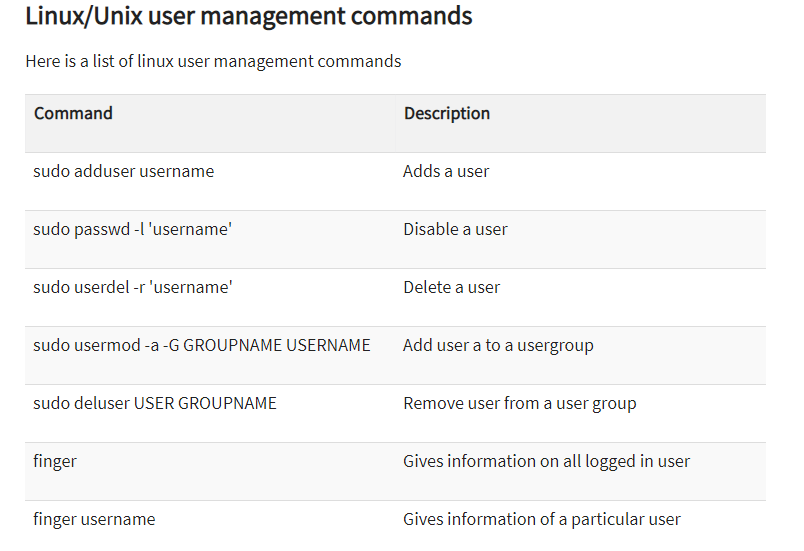 Linux/Unix user management commands
Here is a list of linux user management commands
Command Description
sudo adduser username Adds a user
sudo passwd -l 'username' Disable a user
sudo userdel -r 'username' Delete a user
sudo usermod -a -G GROUPNAME USERNAME Add user a to a usergroup
sudo deluser USER GROUPNAME Remove user from a user group
finger Gives information on all logged in user
finger username Gives information of a particular user